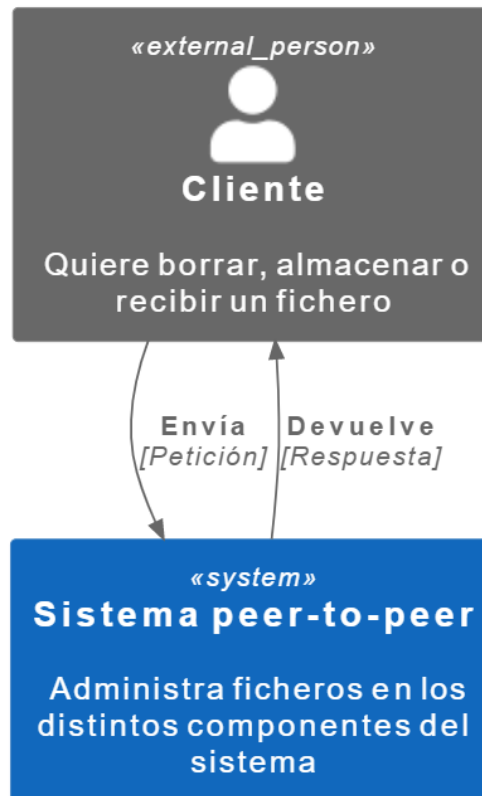 «external_person»
Cliente
Quiere borrar, almacenar o
recibir un fichero
Envía
[Petición]
Devuelve
[Respuesta]
«system»
Sistema peer-to-peer
Administra ficheros en los
distintos componentes del
sistema